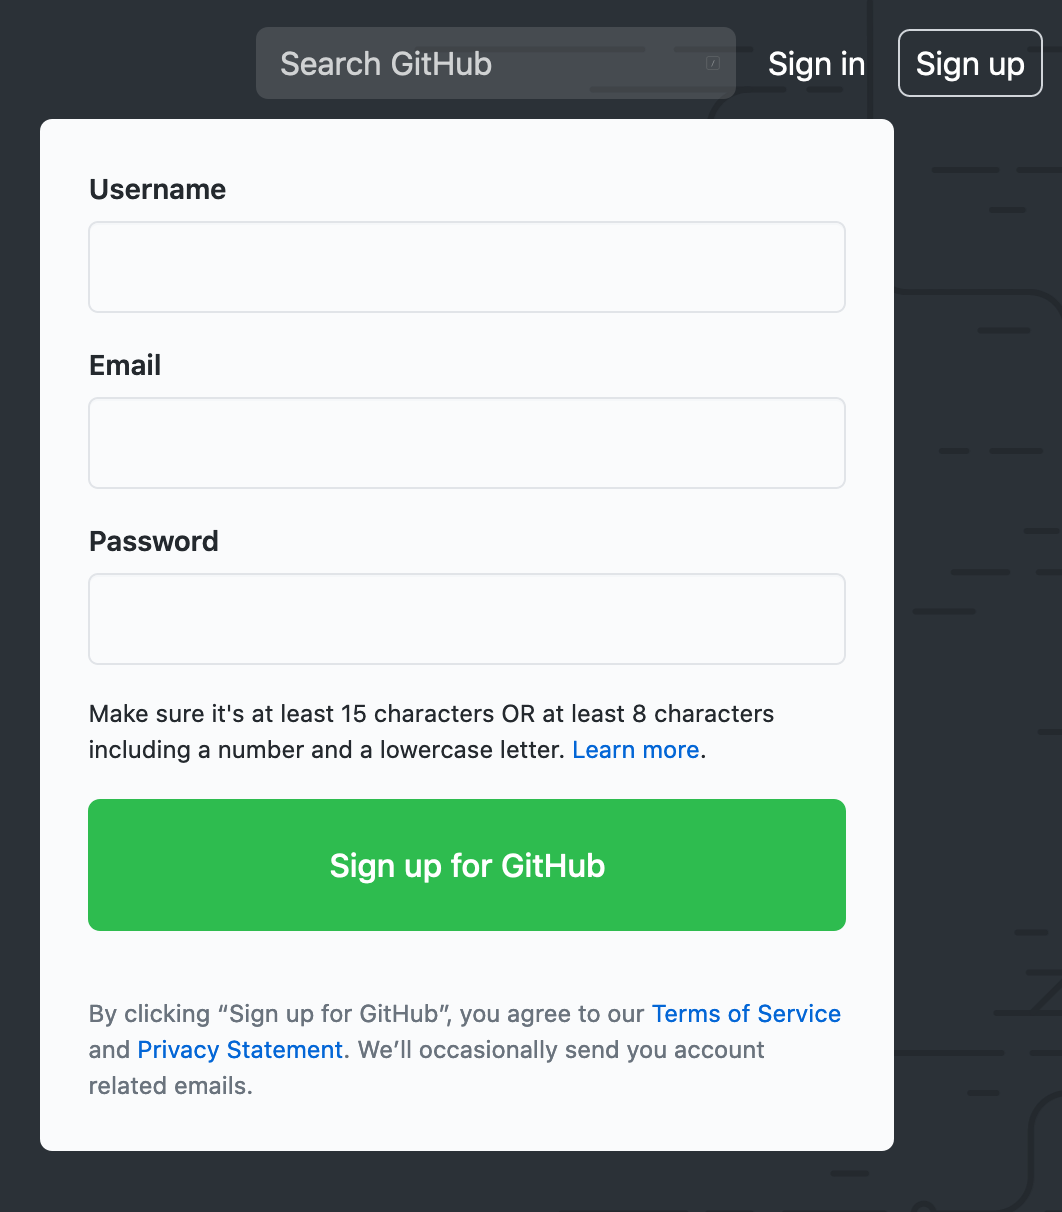 Search GitHub /
Sign in
Sign up
Username
Email
Password
Make sure it's at least 15 characters OR at least 8 characters
including a number and a lowercase letter. Learn more.
Sign up for GitHub
By clicking “Sign up for GitHub”, you agree to our Terms of Service
and Privacy Statement. We’ll occasionally send you account
related emails.